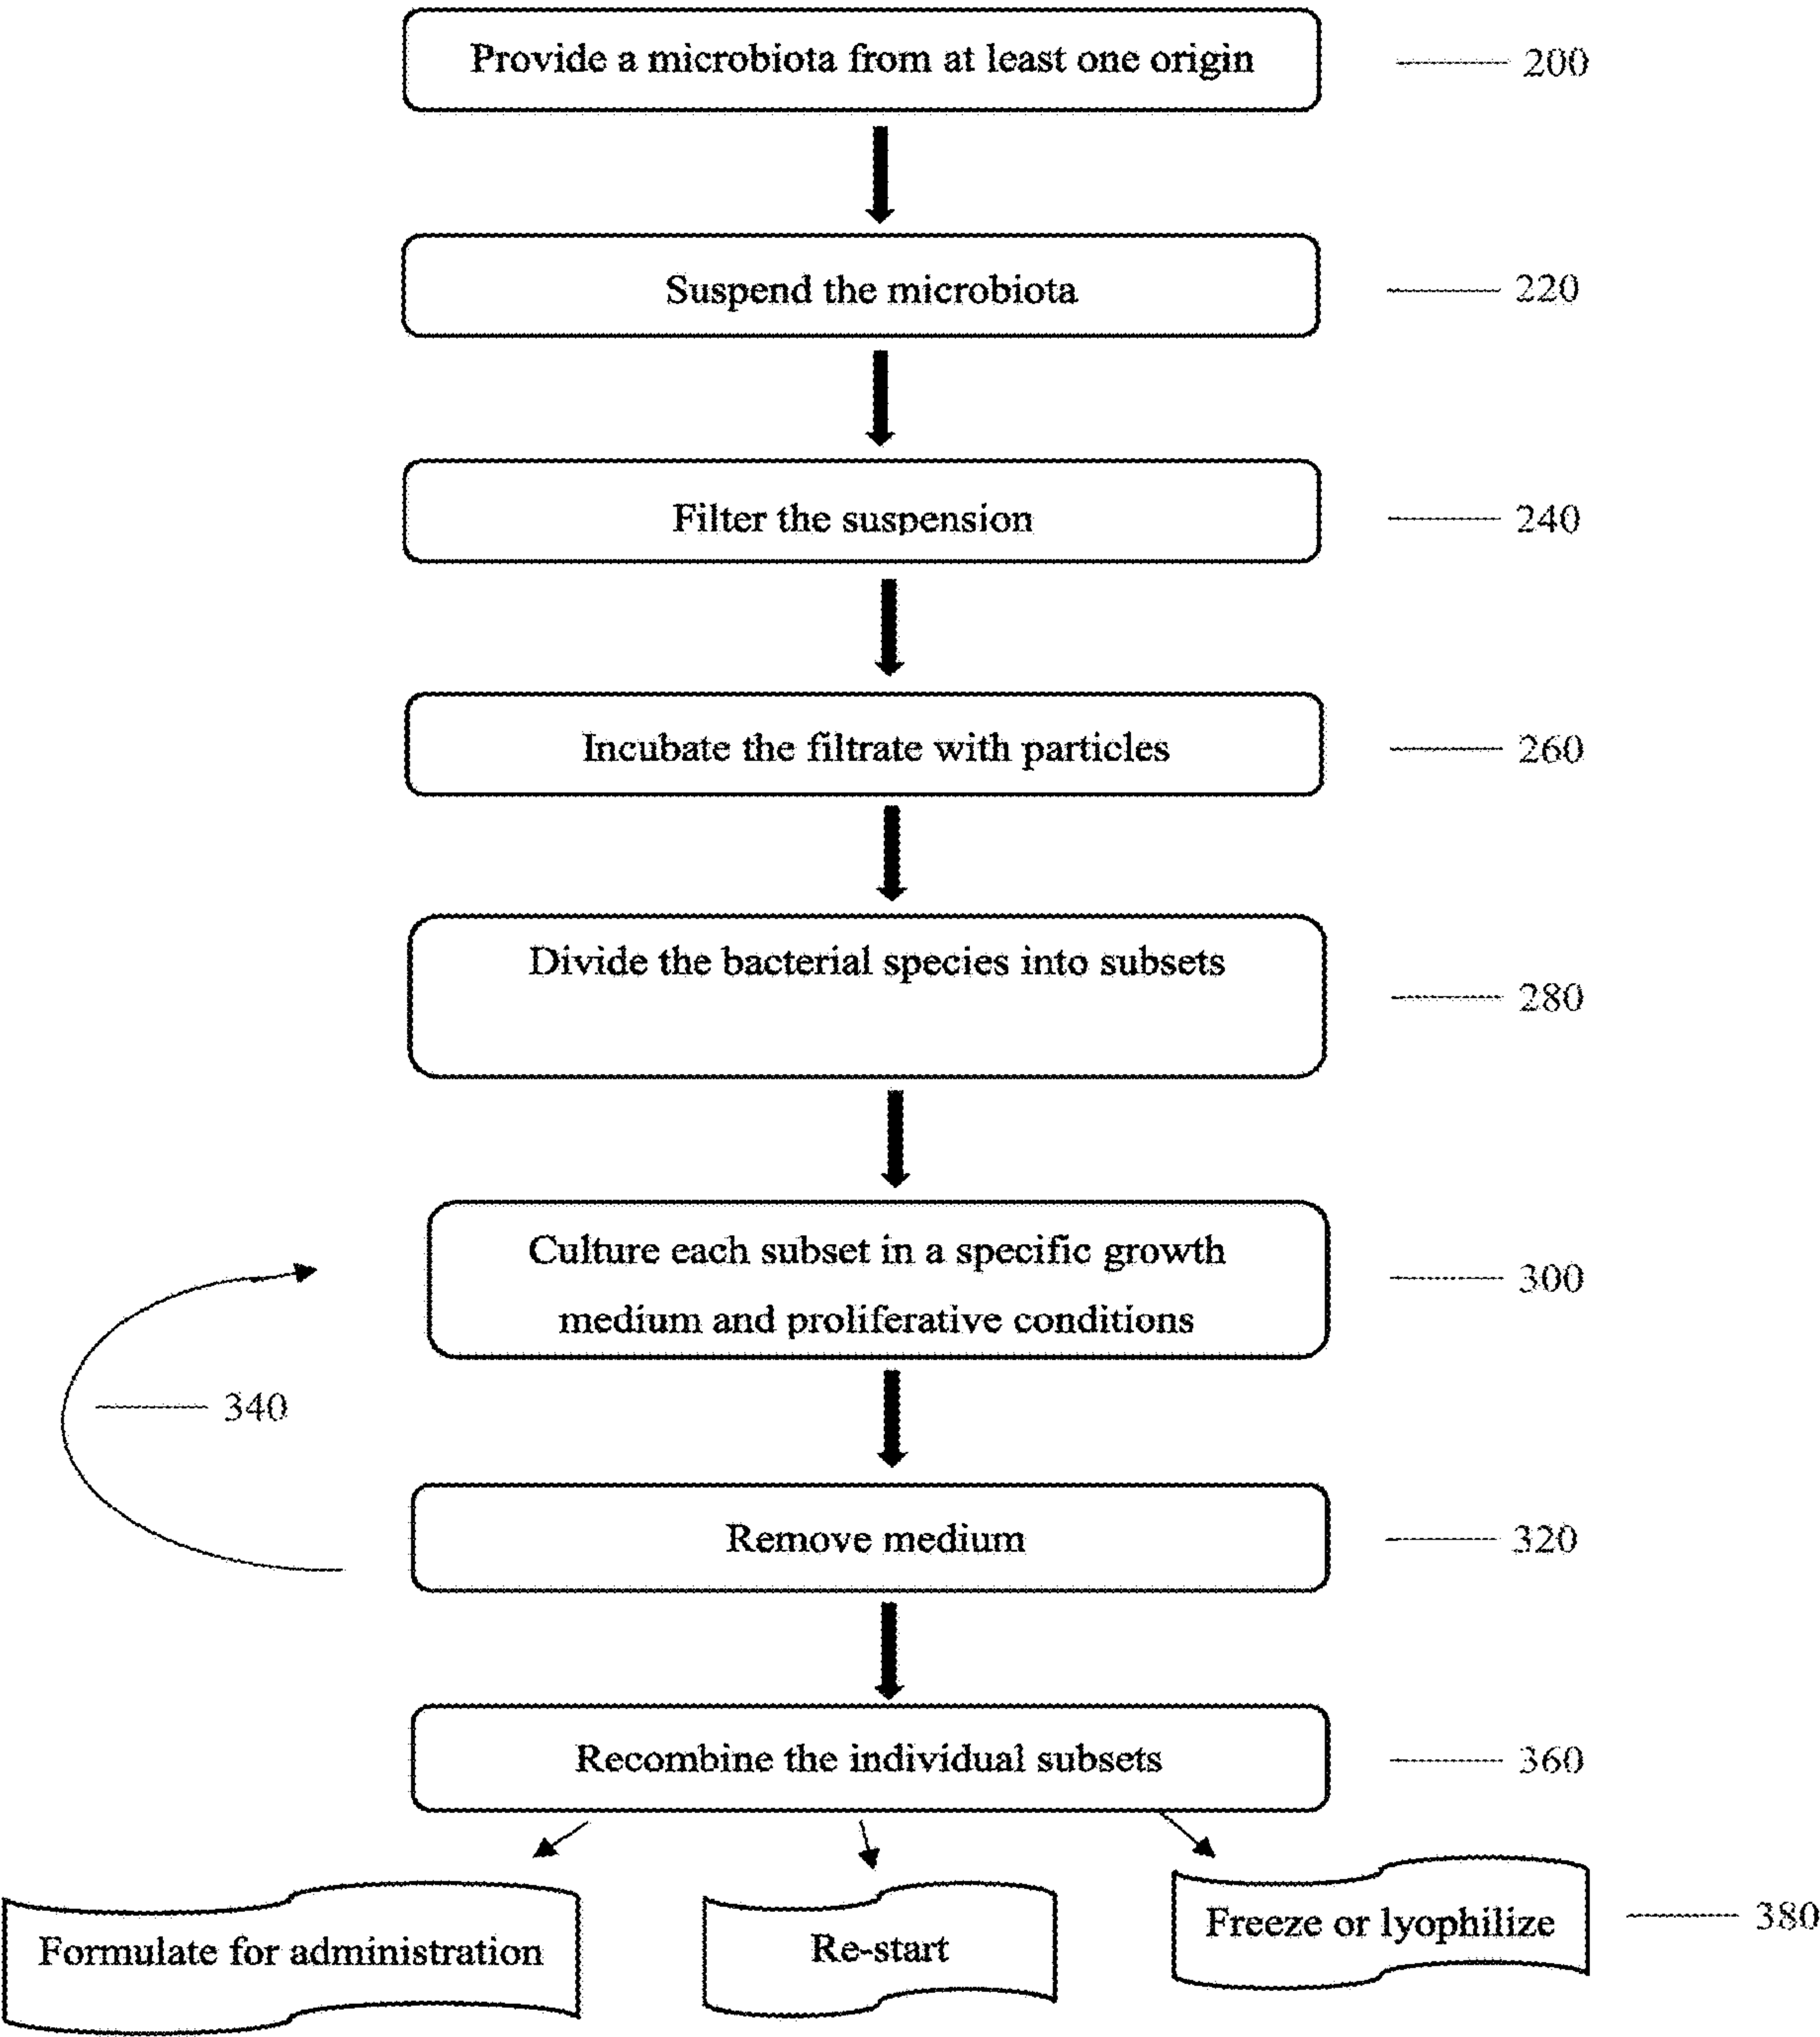 Provide a microbiota from at least one origin
200
Suspend the microbiota
220
Filter the suspension
240
Incubate the filtrate with particles
260
Divide the bacterial species into subsets
280
Culture each subset in a specific growth
medium and proliferative conditions
300
340
Remove medium
320
Recombine the individual subsets
360
Formulate for administration
Re-start
Freeze or lyophilize
380